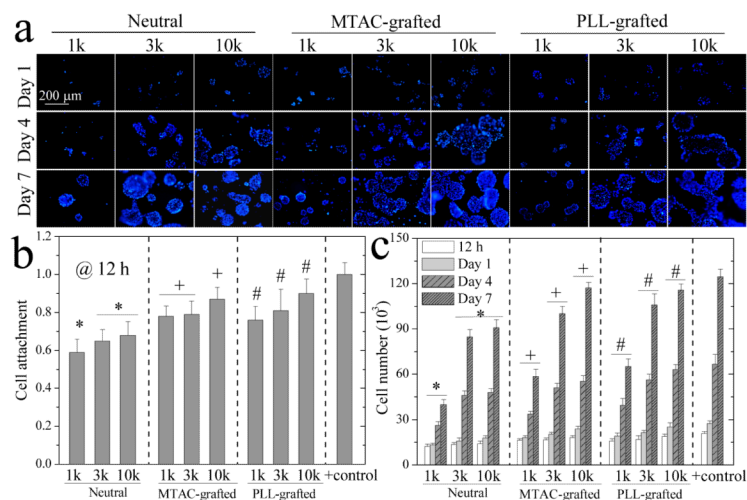 a
Neutral MTAC-grafted PLL-grafted
1k 3k 10k 1k 3k 10k 1k 3k 10k
Day 1
200 μm
Day 4
Day 7
b
@ 12 h
Cell attachment
1.2
1.0
0.8
0.6
0.4
0.2
0.0
* * + + # # #
1k 3k 10k 1k 3k 10k 1k 3k 10k +control
Neutral MTAC-grafted PLL-grafted
c
12 h
Day 1
Day 4
Day 7
Cell number (10³)
150
120
90
60
30
0
* * + + + # # #
1k 3k 10k 1k 3k 10k 1k 3k 10k +control
Neutral MTAC-grafted PLL-grafted